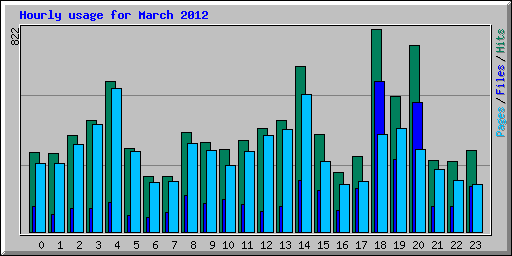 Hourly usage for March 2012
822
Pages / Files / Hits
0 1 2 3 4 5 6 7 8 9 10 11 12 13 14 15 16 17 18 19 20 21 22 23